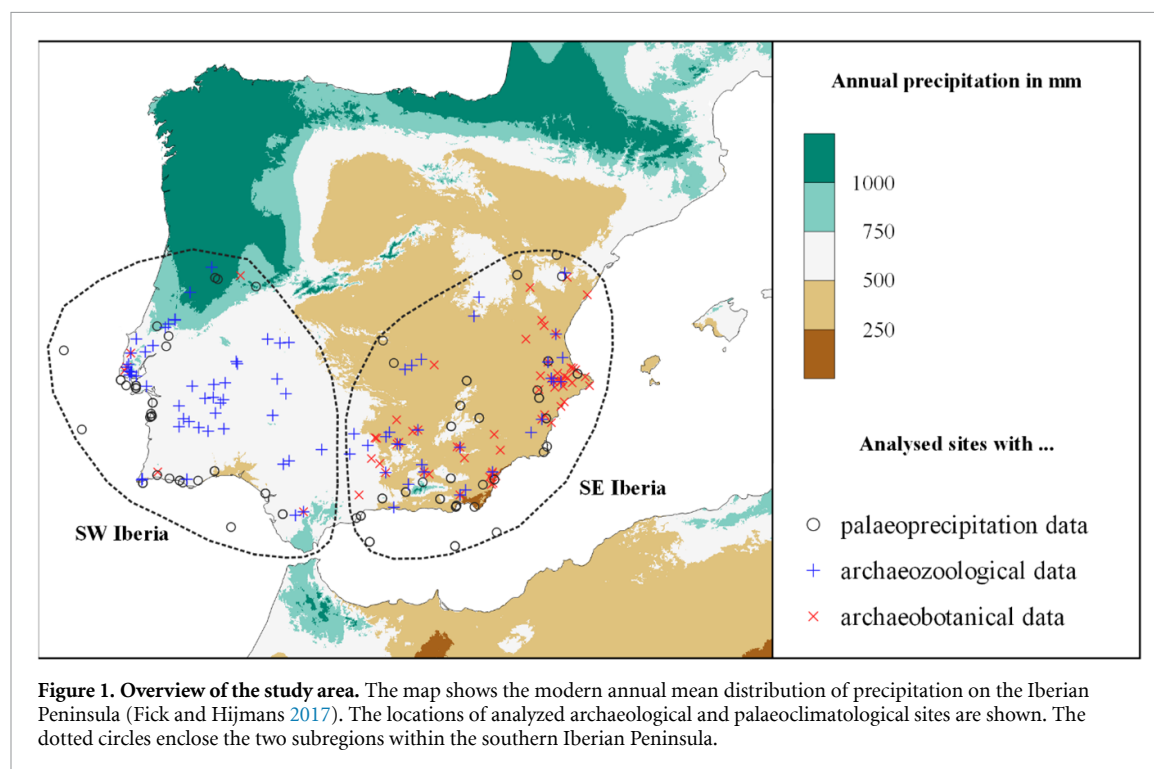 Annual precipitation in mm
1000
750
500
250
Analysed sites with ...
palaeoprecipitation data
archaeozoological data
archaeobotanical data
SW Iberia
SE Iberia
Figure 1. Overview of the study area. The map shows the modern annual mean distribution of precipitation on the Iberian
Peninsula (Fick and Hijmans 2017). The locations of analyzed archaeological and palaeoclimatological sites are shown. The
dotted circles enclose the two subregions within the southern Iberian Peninsula.